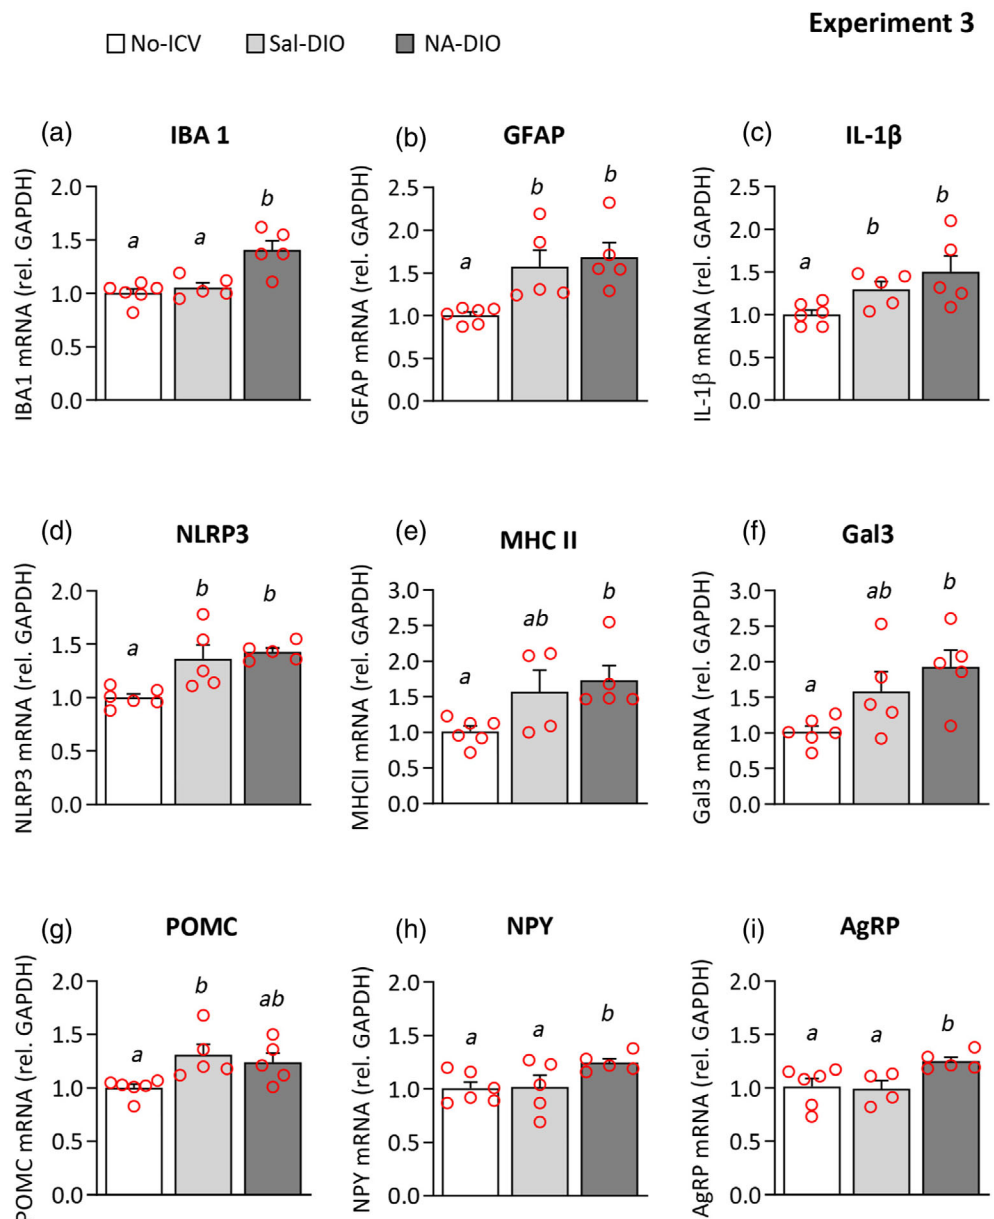 Experiment 3
No-ICV Sal-DIO NA-DIO
(a) IBA 1
IBA1 mRNA (rel. GAPDH)
2.0
1.5
1.0
0.5
0.0
a a b
(b) GFAP
GFAP mRNA (rel. GAPDH)
2.5
2.0
1.5
1.0
0.5
0.0
a b b
(c) IL-1β
IL-1β mRNA (rel. GAPDH)
2.5
2.0
1.5
1.0
0.5
0.0
a b b
(d) NLRP3
NLRP3 mRNA (rel. GAPDH)
2.0
1.5
1.0
0.5
0.0
a b b
(e) MHC II
MHCII mRNA (rel. GAPDH)
3.0
2.5
2.0
1.5
1.0
0.5
0.0
a ab b
(f) Gal3
Gal3 mRNA (rel. GAPDH)
3.0
2.5
2.0
1.5
1.0
0.5
0.0
a ab b
(g) POMC
POMC mRNA (rel. GAPDH)
2.0
1.5
1.0
0.5
0.0
a b ab
(h) NPY
NPY mRNA (rel. GAPDH)
2.0
1.5
1.0
0.5
0.0
a a b
(i) AgRP
AgRP mRNA (rel. GAPDH)
2.0
1.5
1.0
0.5
0.0
a a b